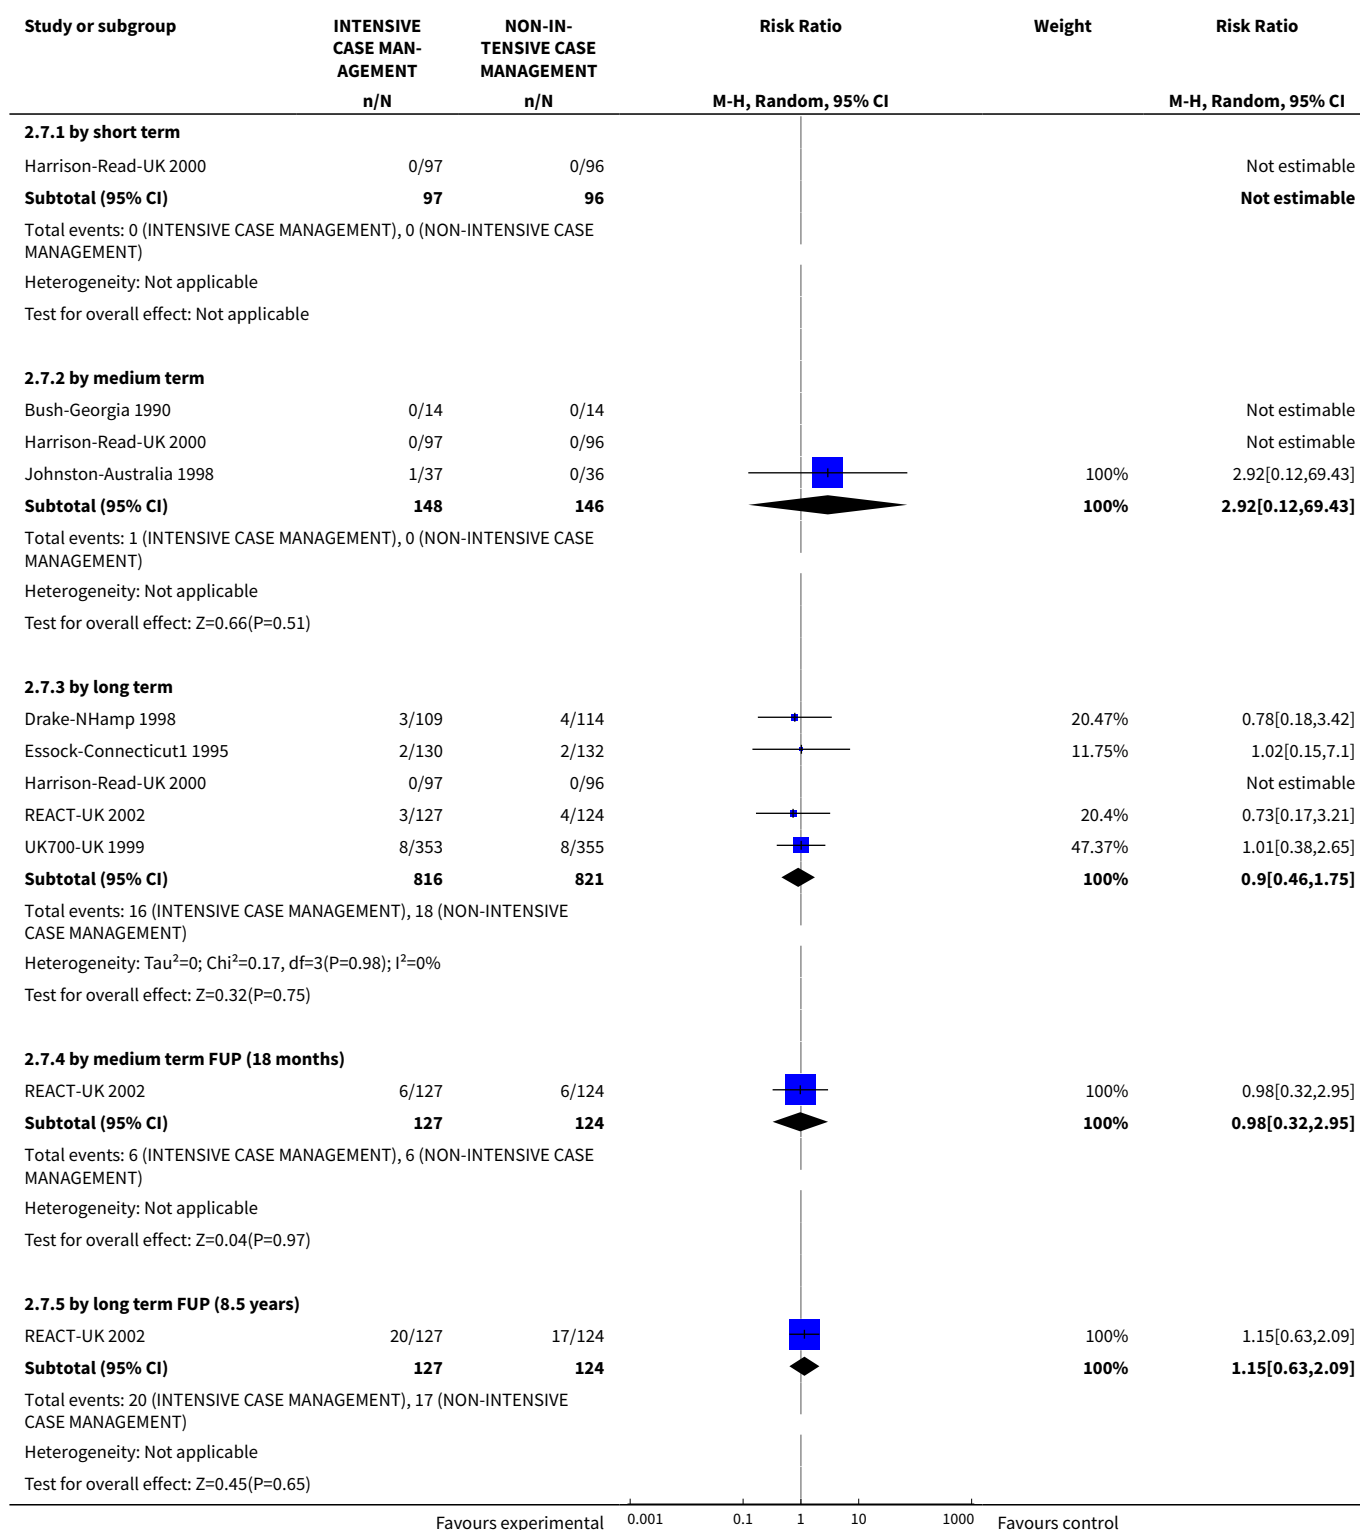 Study or subgroup INTENSIVE CASE MAN-AGEMENT NON-IN-TENSIVE CASE MANAGEMENT Risk Ratio Weight Risk Ratio
n/N n/N M-H, Random, 95% CI M-H, Random, 95% CI
2.7.1 by short term
Harrison-Read-UK 2000 0/97 0/96 Not estimable
Subtotal (95% CI) 97 96 Not estimable
Total events: 0 (INTENSIVE CASE MANAGEMENT), 0 (NON-INTENSIVE CASE
MANAGEMENT)
Heterogeneity: Not applicable
Test for overall effect: Not applicable
2.7.2 by medium term
Bush-Georgia 1990 0/14 0/14 Not estimable
Harrison-Read-UK 2000 0/97 0/96 Not estimable
Johnston-Australia 1998 1/37 0/36 100% 2.92[0.12,69.43]
Subtotal (95% CI) 148 146 100% 2.92[0.12,69.43]
Total events: 1 (INTENSIVE CASE MANAGEMENT), 0 (NON-INTENSIVE CASE
MANAGEMENT)
Heterogeneity: Not applicable
Test for overall effect: Z=0.66(P=0.51)
2.7.3 by long term
Drake-NHamp 1998 3/109 4/114 20.47% 0.78[0.18,3.42]
Essock-Connecticut1 1995 2/130 2/132 11.75% 1.02[0.15,7.1]
Harrison-Read-UK 2000 0/97 0/96 Not estimable
REACT-UK 2002 3/127 4/124 20.4% 0.73[0.17,3.21]
UK700-UK 1999 8/353 8/355 47.37% 1.01[0.38,2.65]
Subtotal (95% CI) 816 821 100% 0.9[0.46,1.75]
Total events: 16 (INTENSIVE CASE MANAGEMENT), 18 (NON-INTENSIVE
CASE MANAGEMENT)
Heterogeneity: Tau²=0; Chi²=0.17, df=3(P=0.98); I²=0%
Test for overall effect: Z=0.32(P=0.75)
2.7.4 by medium term FUP (18 months)
REACT-UK 2002 6/127 6/124 100% 0.98[0.32,2.95]
Subtotal (95% CI) 127 124 100% 0.98[0.32,2.95]
Total events: 6 (INTENSIVE CASE MANAGEMENT), 6 (NON-INTENSIVE CASE
MANAGEMENT)
Heterogeneity: Not applicable
Test for overall effect: Z=0.04(P=0.97)
2.7.5 by long term FUP (8.5 years)
REACT-UK 2002 20/127 17/124 100% 1.15[0.63,2.09]
Subtotal (95% CI) 127 124 100% 1.15[0.63,2.09]
Total events: 20 (INTENSIVE CASE MANAGEMENT), 17 (NON-INTENSIVE
CASE MANAGEMENT)
Heterogeneity: Not applicable
Test for overall effect: Z=0.45(P=0.65)
Favours experimental 0.001 0.1 1 10 1000 Favours control